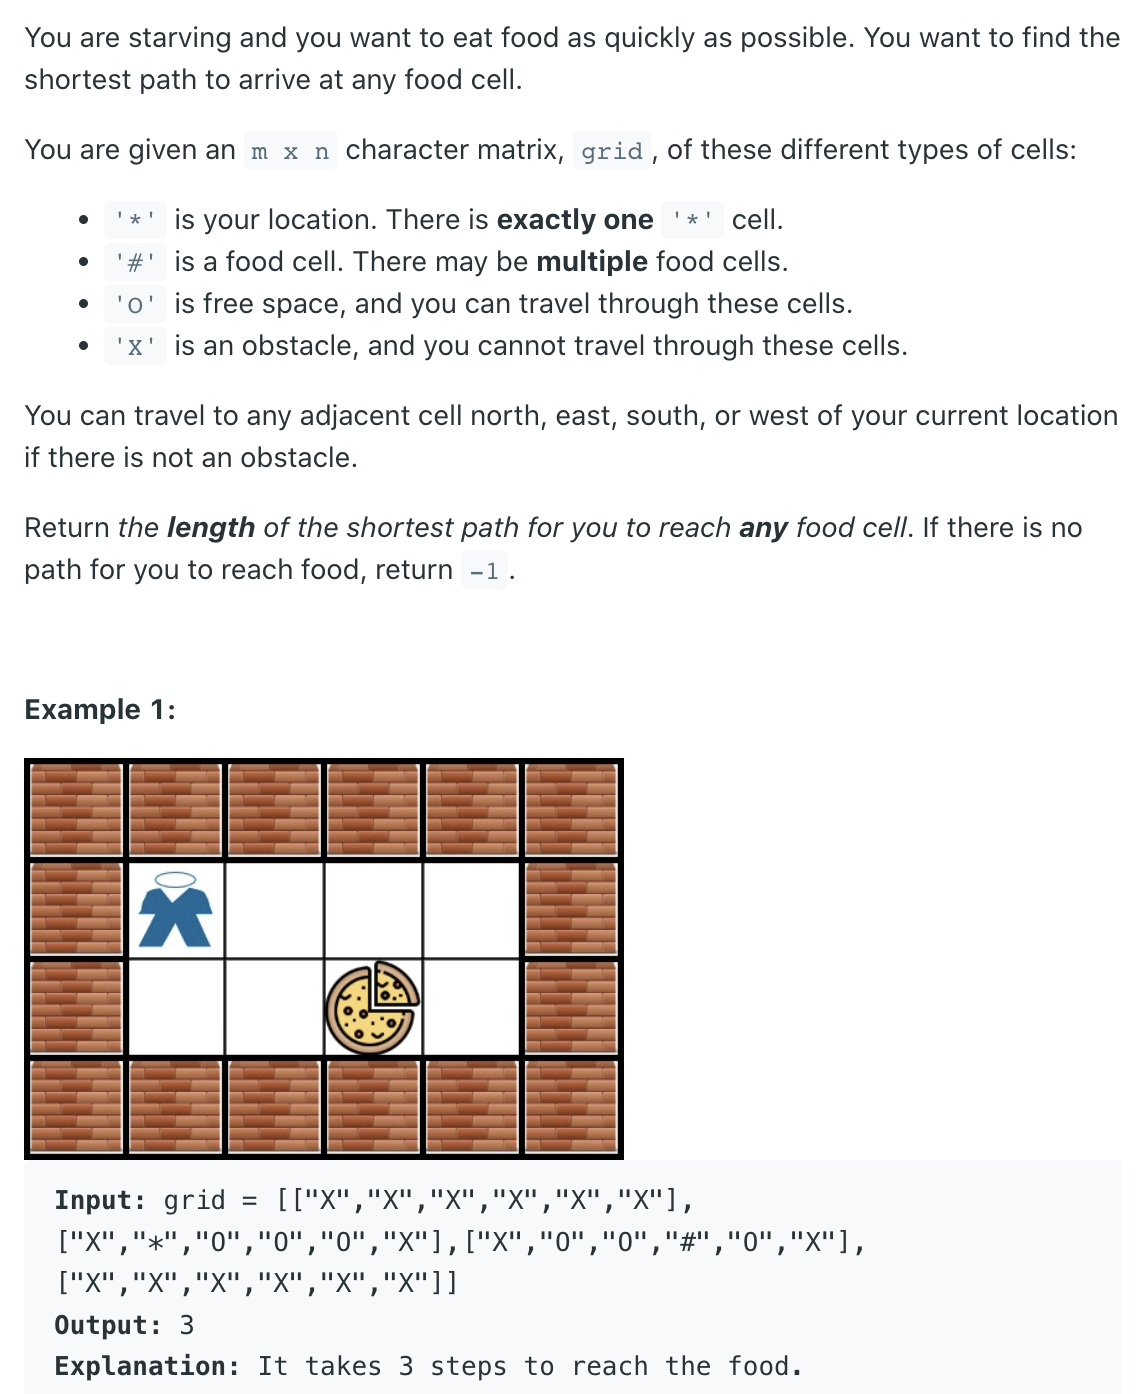 You are starving and you want to eat food as quickly as possible. You want to find the
shortest path to arrive at any food cell.
You are given an m x n character matrix, grid , of these different types of cells:
• '*' is your location. There is exactly one '*' cell.
• '#' is a food cell. There may be multiple food cells.
• 'O' is free space, and you can travel through these cells.
• 'X' is an obstacle, and you cannot travel through these cells.
You can travel to any adjacent cell north, east, south, or west of your current location
if there is not an obstacle.
Return the length of the shortest path for you to reach any food cell. If there is no
path for you to reach food, return -1 .
Example 1:
Input: grid = [["X","X","X","X","X","X"],
["X","*","O","O","O","X"],["X","O","O","#","O","X"],
["X","X","X","X","X","X"]]
Output: 3
Explanation: It takes 3 steps to reach the food.